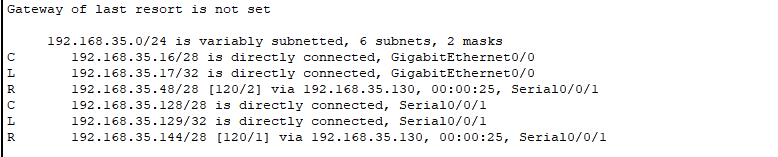 Gateway of last resort is not set
192.168.35.0/24 is variably subnetted, 6 subnets, 2 masks
C 192.168.35.16/28 is directly connected, GigabitEthernet0/0
L 192.168.35.17/32 is directly connected, GigabitEthernet0/0
R 192.168.35.48/28 [120/2] via 192.168.35.130, 00:00:25, Serial0/0/1
C 192.168.35.128/28 is directly connected, Serial0/0/1
L 192.168.35.129/32 is directly connected, Serial0/0/1
R 192.168.35.144/28 [120/1] via 192.168.35.130, 00:00:25, Serial0/0/1